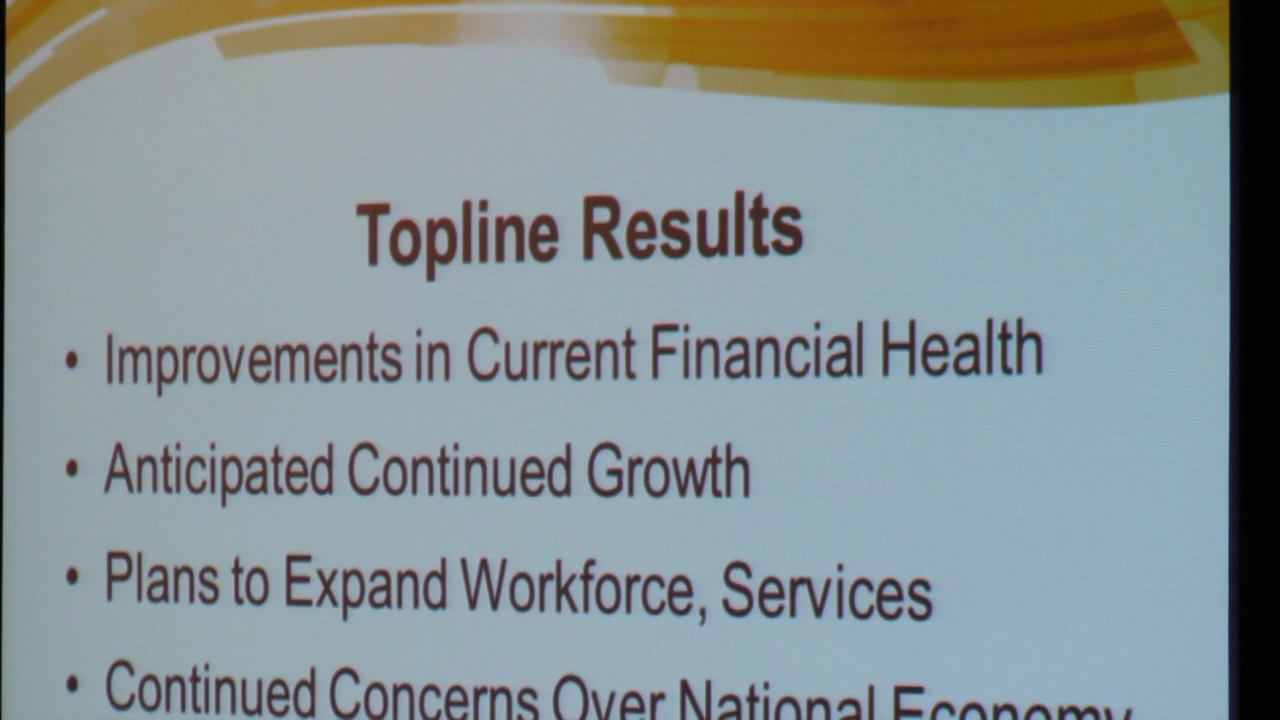 Topline Results
• Improvements in Current Financial Health
• Anticipated Continued Growth
• Plans to Expand Workforce, Services
• Continued Concerns Over National Economy